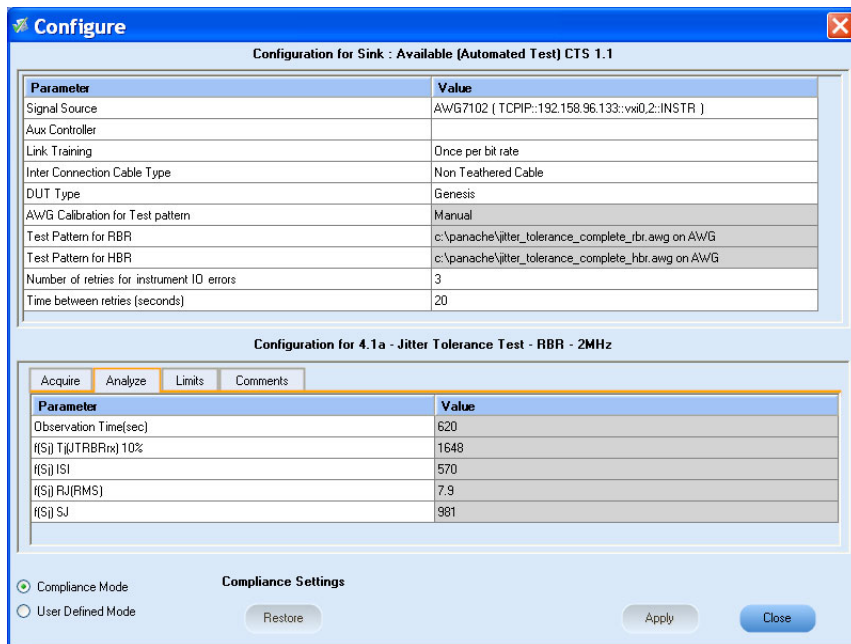 Configure
Configuration for Sink : Available (Automated Test) CTS 1.1
Parameter Value
Signal Source AWG7102 ( TCPIP::192.158.96.133::vxi0,2::INSTR )
Aux Controller
Link Training Once per bit rate
Inter Connection Cable Type Non Teathered Cable
DUT Type Genesis
AWG Calibration for Test pattern Manual
Test Pattern for RBR c:\panache\jitter_tolerance_complete_rbr.awg on AWG
Test Pattern for HBR c:\panache\jitter_tolerance_complete_hbr.awg on AWG
Number of retries for instrument IO errors 3
Time between retries (seconds) 20
Configuration for 4.1a - Jitter Tolerance Test - RBR - 2MHz
Acquire Analyze Limits Comments
Parameter Value
Observation Time(sec) 620
f(Sj) Tj(JTRBRrx) 10% 1648
f(Sj) ISI 570
f(Sj) RJ(RMS) 7.9
f(Sj) SJ 981
Compliance Mode Compliance Settings
User Defined Mode Restore Apply Close